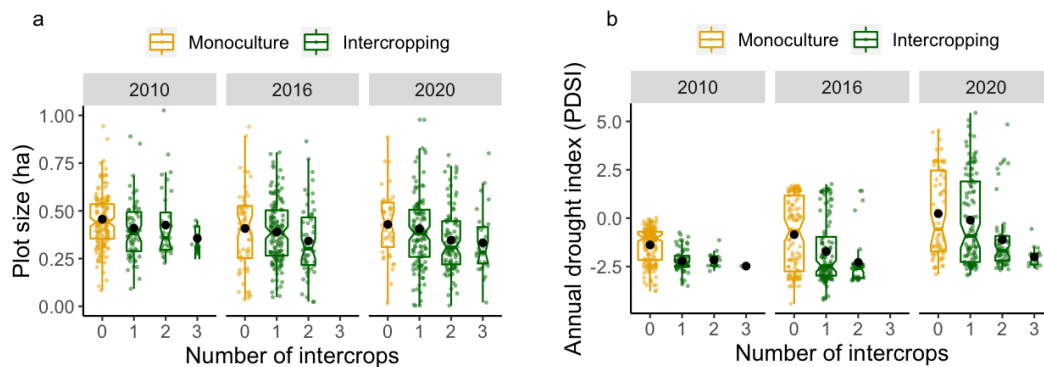 a
Monoculture Intercropping
2010 2016 2020
Plot size (ha)
1.00
0.75
0.50
0.25
0.00
0 1 2 3 0 1 2 3 0 1 2 3
Number of intercrops
b
Monoculture Intercropping
2010 2016 2020
Annual drought index (PDSI)
5.0
0.0
-2.5
0 1 2 3 0 1 2 3 0 1 2 3
Number of intercrops